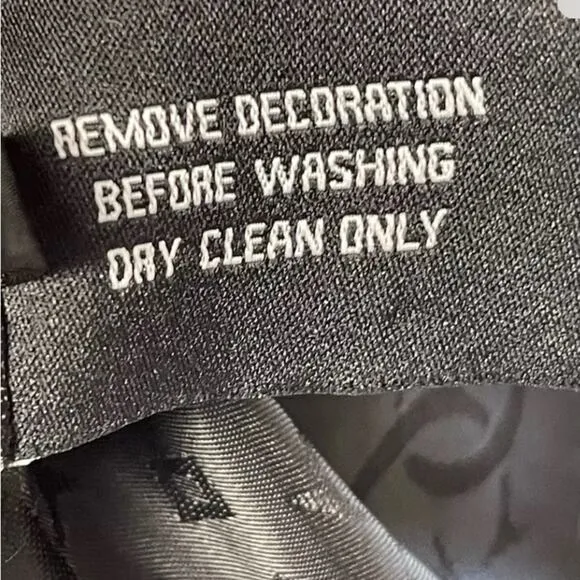 REMOVE DECORATION
BEFORE WASHING
DRY CLEAN ONLY